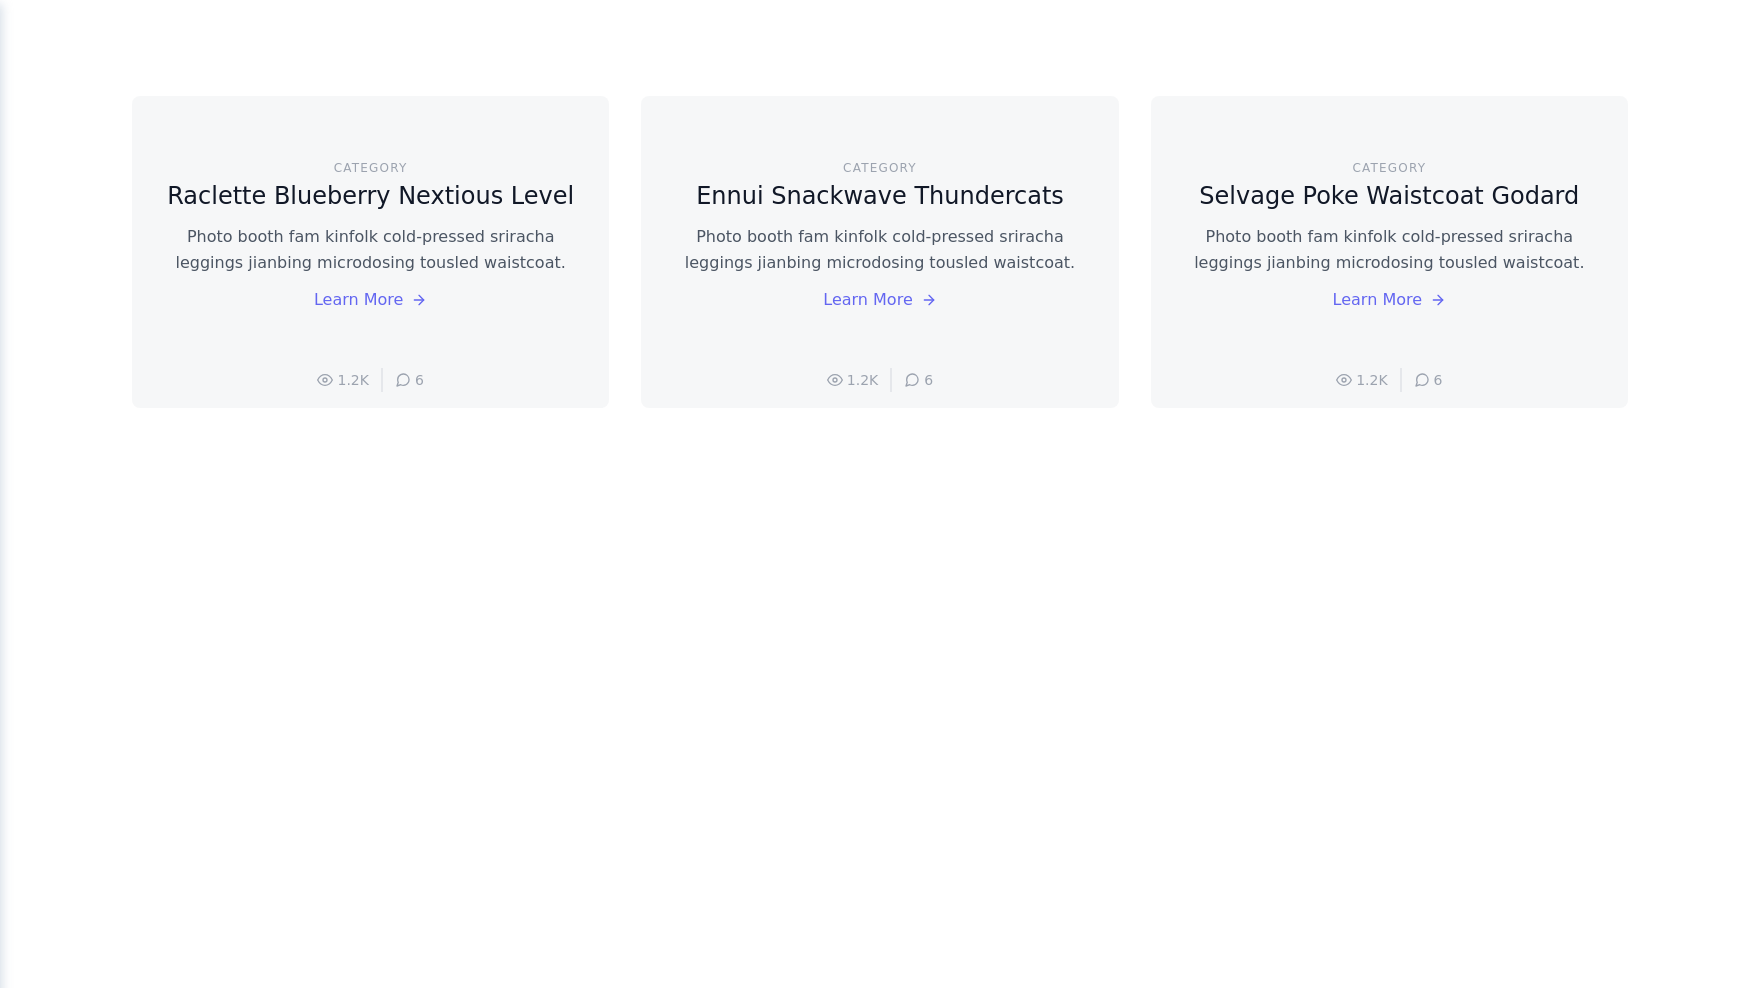 CATEGORY
Raclette Blueberry Nextious Level
Photo booth fam kinfolk cold-pressed sriracha
leggings jianbing microdosing tousled waistcoat.
Learn More
1.2K
6
CATEGORY
Ennui Snackwave Thundercats
Photo booth fam kinfolk cold-pressed sriracha
leggings jianbing microdosing tousled waistcoat.
Learn More
1.2K
6
CATEGORY
Selvage Poke Waistcoat Godard
Photo booth fam kinfolk cold-pressed sriracha
leggings jianbing microdosing tousled waistcoat.
Learn More
1.2K
6